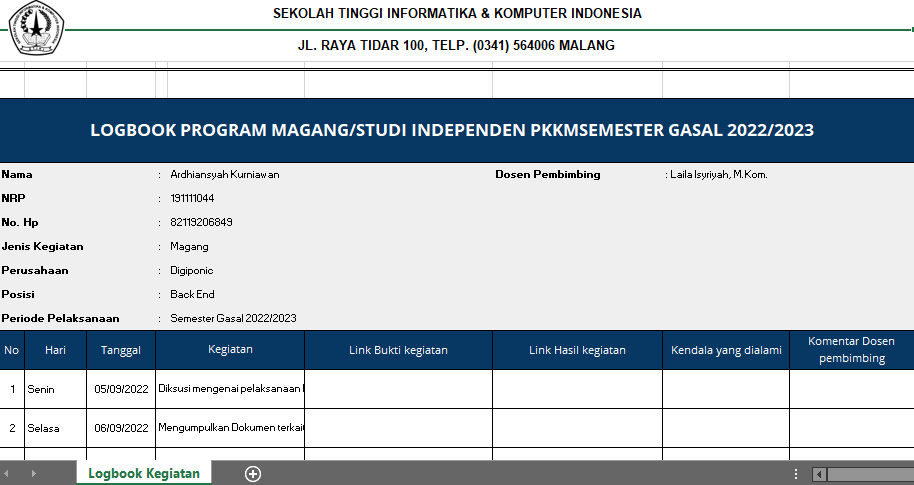 SEKOLAH TINGGI INFORMATIKA & KOMPUTER INDONESIA
JL. RAYA TIDAR 100, TELP. (0341) 564006 MALANG
LOGBOOK PROGRAM MAGANG/STUDI INDEPENDEN PKKMSEMESTER GASAL 2022/2023
Nama : Ardhiansyah Kurniawan Dosen Pembimbing : Laila Isyriyah, M.Kom.
NRP : 191111044
No. Hp : 82119206849
Jenis Kegiatan : Magang
Perusahaan : Digiponic
Posisi : Back End
Periode Pelaksanaan : Semester Gasal 2022/2023
No Hari Tanggal Kegiatan Link Bukti kegiatan Link Hasil kegiatan Kendala yang dialami Komentar Dosen pembimbing
1 Senin 05/09/2022 Diksusi mengenai pelaksanaan
2 Selasa 06/09/2022 Mengumpulkan Dokumen terkait
Logbook Kegiatan